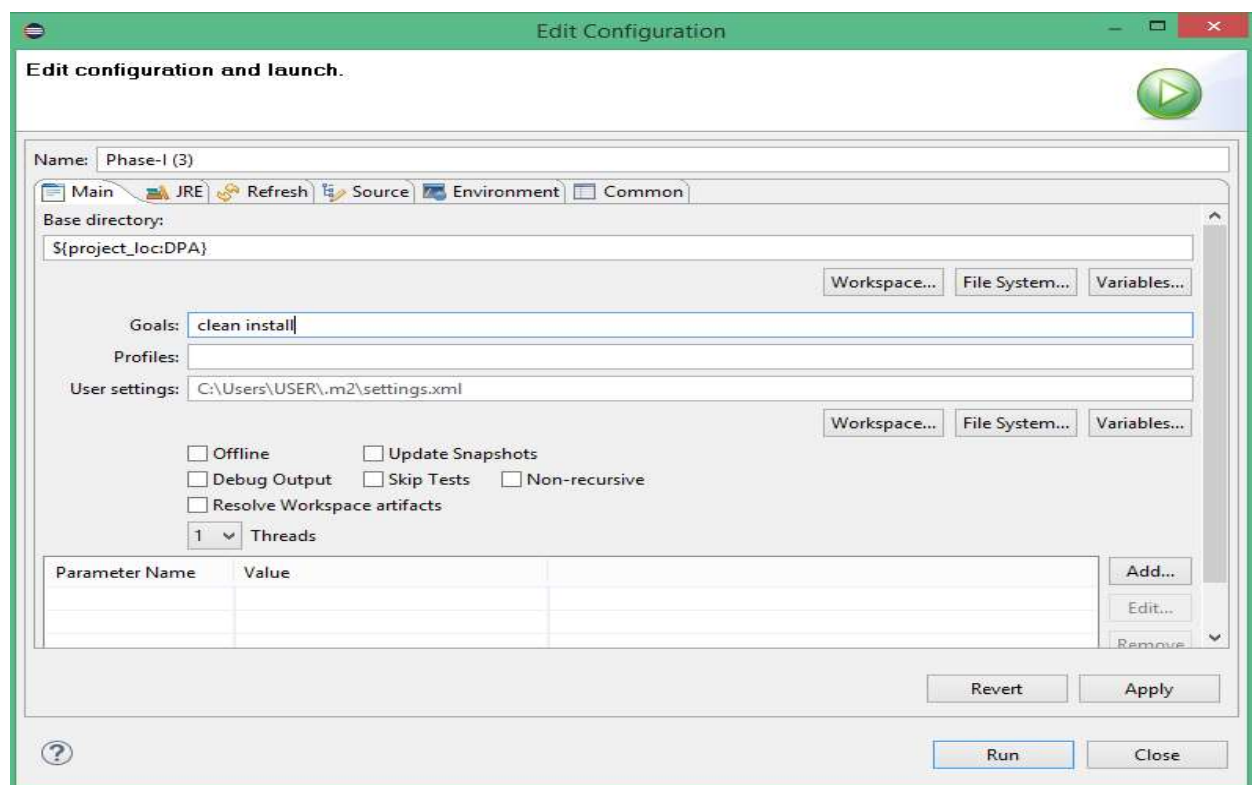 Edit Configuration
Edit configuration and launch.
Name: Phase-I (3)
Main JRE Refresh Source Environment Common
Base directory:
${project_loc:DPA}
Workspace... File System... Variables...
Goals: clean install
Profiles:
User settings: C:\Users\USER\.m2\settings.xml
Workspace... File System... Variables...
Offline Update Snapshots
Debug Output Skip Tests Non-recursive
Resolve Workspace artifacts
1 Threads
Parameter Name Value
Add...
Edit...
Remove
Revert Apply
? Run Close